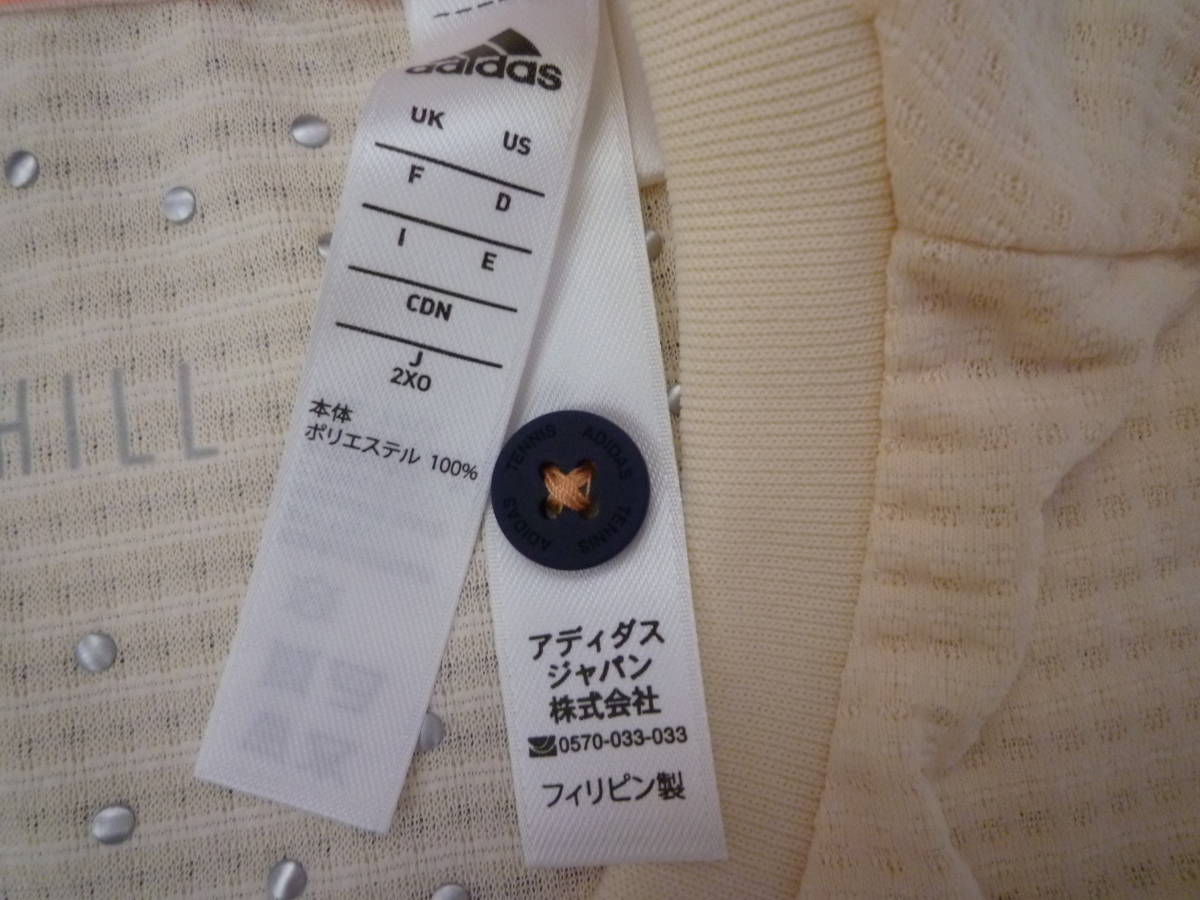 adidas
UK US
F D
I E
CDN
J
2XO
本体
ポリエステル 100%
HILL
TENNIS ADIDAS TENNIS ADIDAS
アディダス
ジャパン
株式会社
0570-033-033
フィリピン製